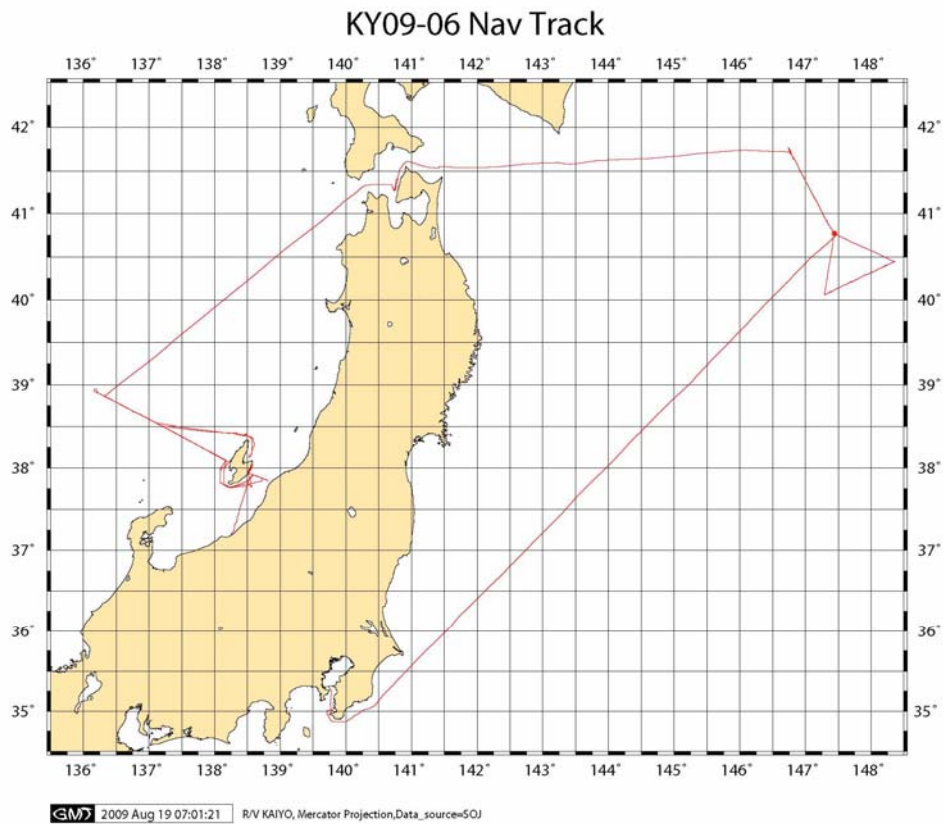 KY09-06 Nav Track
136° 137° 138° 139° 140° 141° 142° 143° 144° 145° 146° 147° 148°
42° 42°
41° 41°
40° 40°
39° 39°
38° 38°
37° 37°
36° 36°
35° 35°
136° 137° 138° 139° 140° 141° 142° 143° 144° 145° 146° 147° 148°
GMT 2009 Aug 19 07:01:21 R/V KAIYO, Mercator Projection,Data_source=SOJ